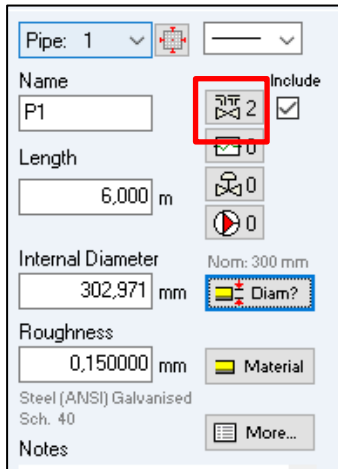 Pipe: 1
Name
Include
P1
2
Length
0
6,000 m
0
0
Internal Diameter
Nom: 300 mm
302,971 mm
Diam?
Roughness
0,150000 mm
Material
Steel (ANSI) Galvanised
Sch. 40
More...
Notes